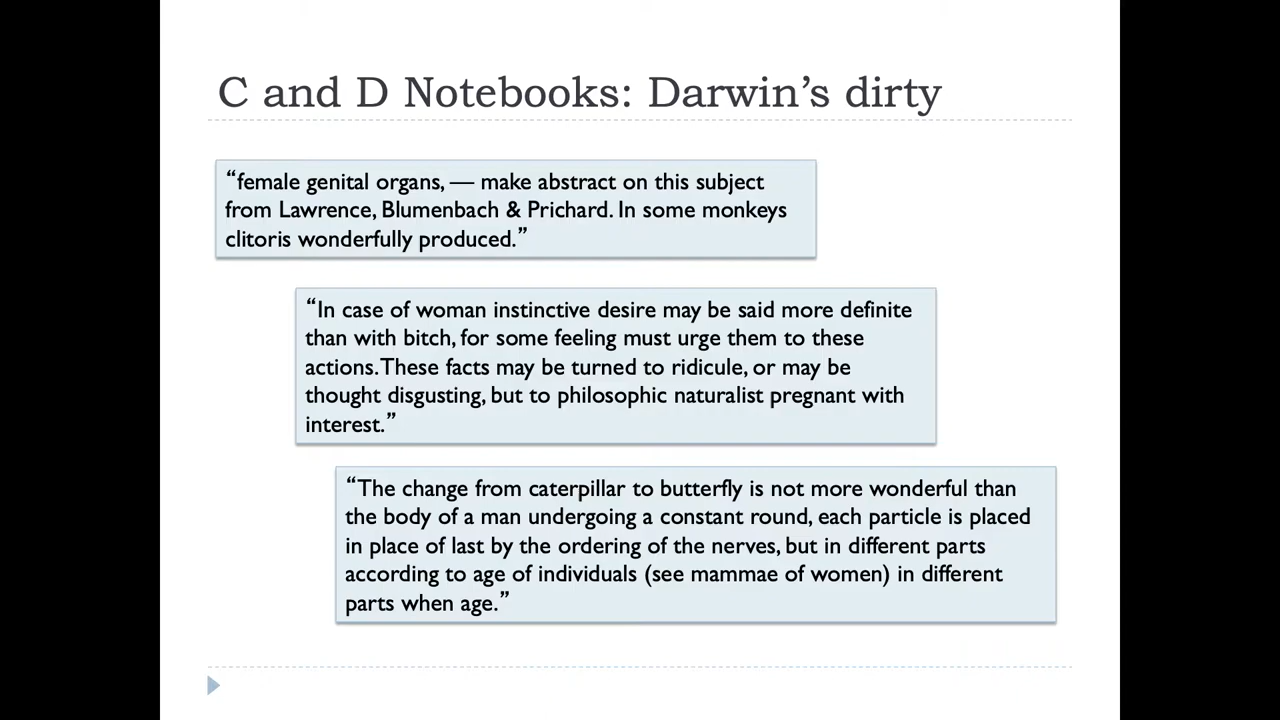 C and D Notebooks: Darwin’s dirty
“female genital organs, — make abstract on this subject
from Lawrence, Blumenbach & Prichard. In some monkeys
clitoris wonderfully produced.”
“In case of woman instinctive desire may be said more definite
than with bitch, for some feeling must urge them to these
actions. These facts may be turned to ridicule, or may be
thought disgusting, but to philosophic naturalist pregnant with
interest.”
“The change from caterpillar to butterfly is not more wonderful than
the body of a man undergoing a constant round, each particle is placed
in place of last by the ordering of the nerves, but in different parts
according to age of individuals (see mammae of women) in different
parts when age.”